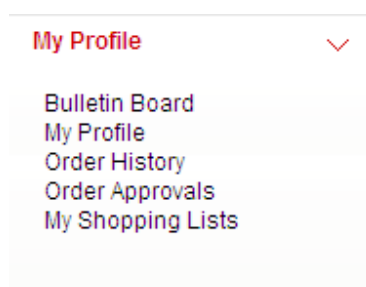 My Profile
Bulletin Board
My Profile
Order History
Order Approvals
My Shopping Lists